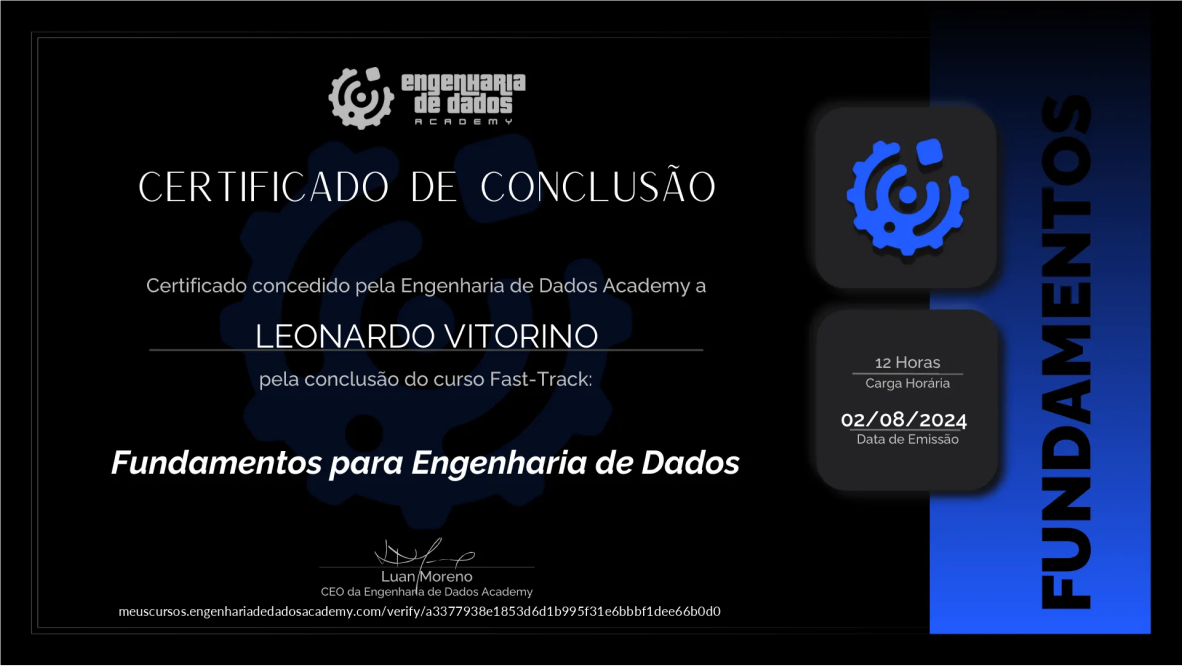 engenharia
de dados
ACADEMY
CERTIFICADO DE CONCLUSÃO
Certificado concedido pela Engenharia de Dados Academy a
LEONARDO VITORINO
pela conclusão do curso Fast-Track:
Fundamentos para Engenharia de Dados
Luan Moreno
CEO da Engenharia de Dados Academy
meuscursos.engenhariadedadosacademy.com/verify/a3377938e1853d6d1b995f31e6bbbf1dee66b0d0
12 Horas
Carga Horária
02/08/2024
Data de Emissão
FUNDAMENTOS